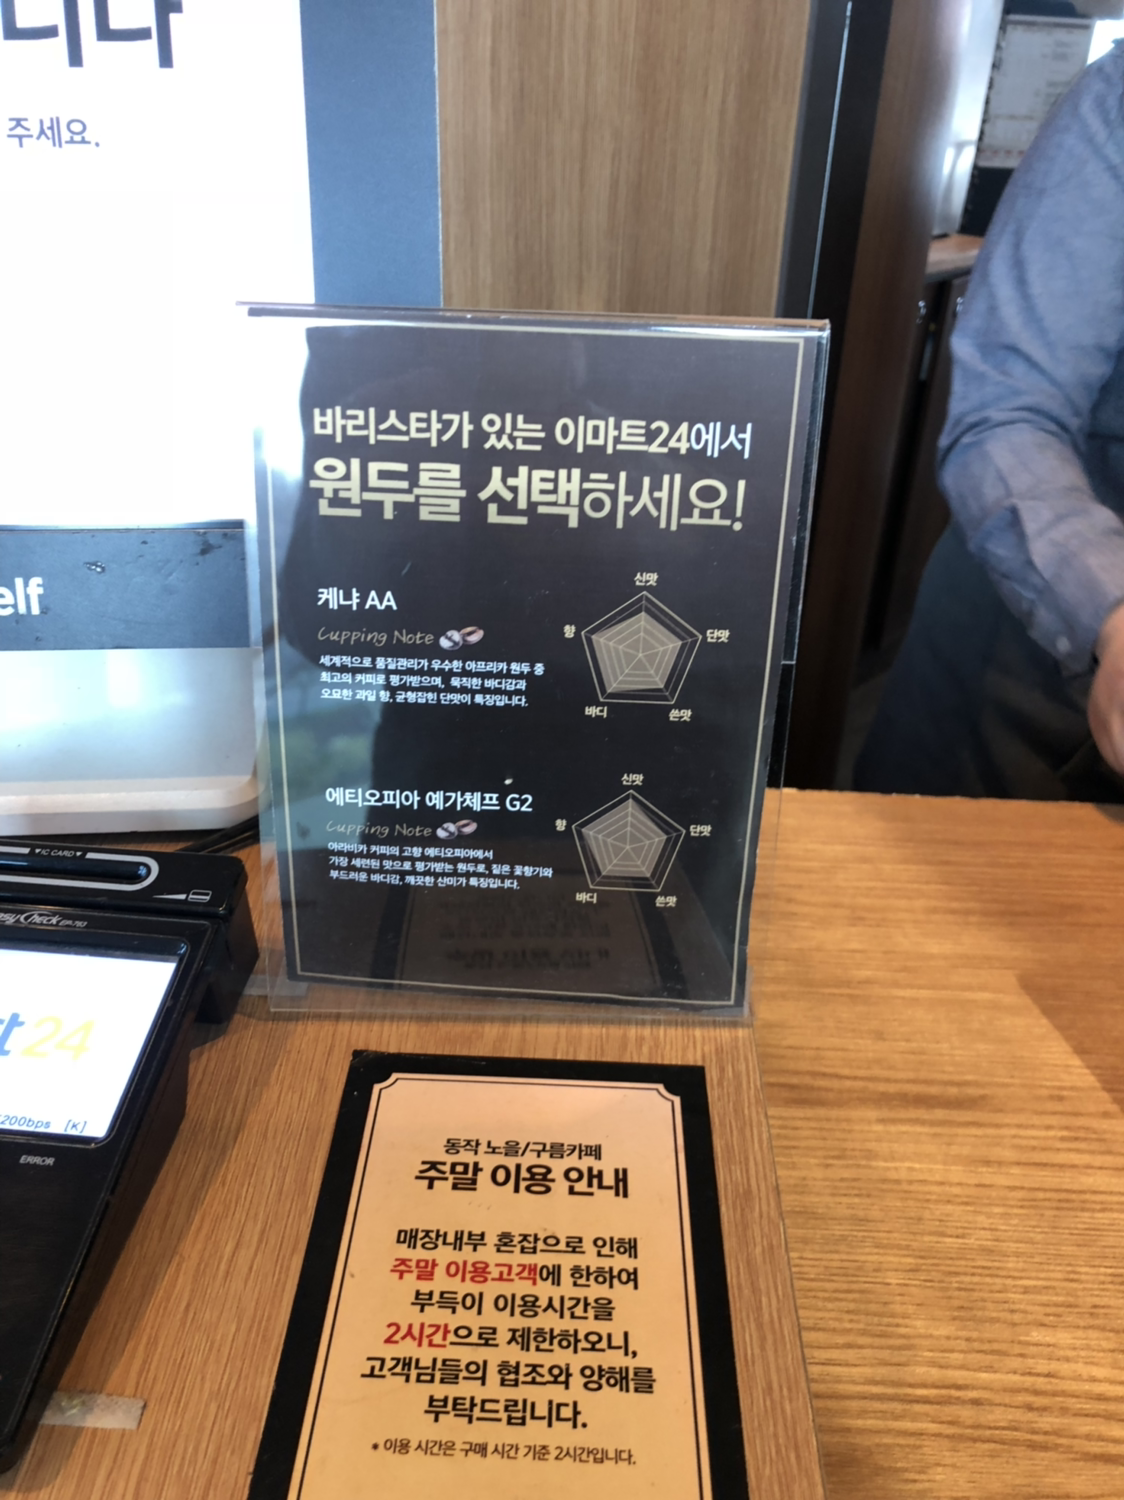 니다
주세요.
elf
바리스타가 있는 이마트24에서
원두를 선택하세요!
케냐 AA
Cupping Note
세계적으로 품질관리가 우수한 아프리카 원두 중
최고의 커피로 평가받으며, 묵직한 바디감과
오묘한 과일 향, 균형잡힌 단맛이 특징입니다.
신맛
향
단맛
바디
쓴맛
에티오피아 예가체프 G2
Cupping Note
아라비카 커피의 고향 에티오피아에서
가장 세련된 맛으로 평가받는 원두로, 짙은 꽃향기와
부드러운 바디감, 깨끗한 산미가 특징입니다.
신맛
향
단맛
바디
쓴맛
▼IC CARD▼
asyCheck
t24
200bps [K]
ERROR
동작 노을/구름카페
주말 이용 안내
매장내부 혼잡으로 인해
주말 이용고객에 한하여
부득이 이용시간을
2시간으로 제한하오니,
고객님들의 협조와 양해를
부탁드립니다.
* 이용 시간은 구매 시간 기준 2시간입니다.